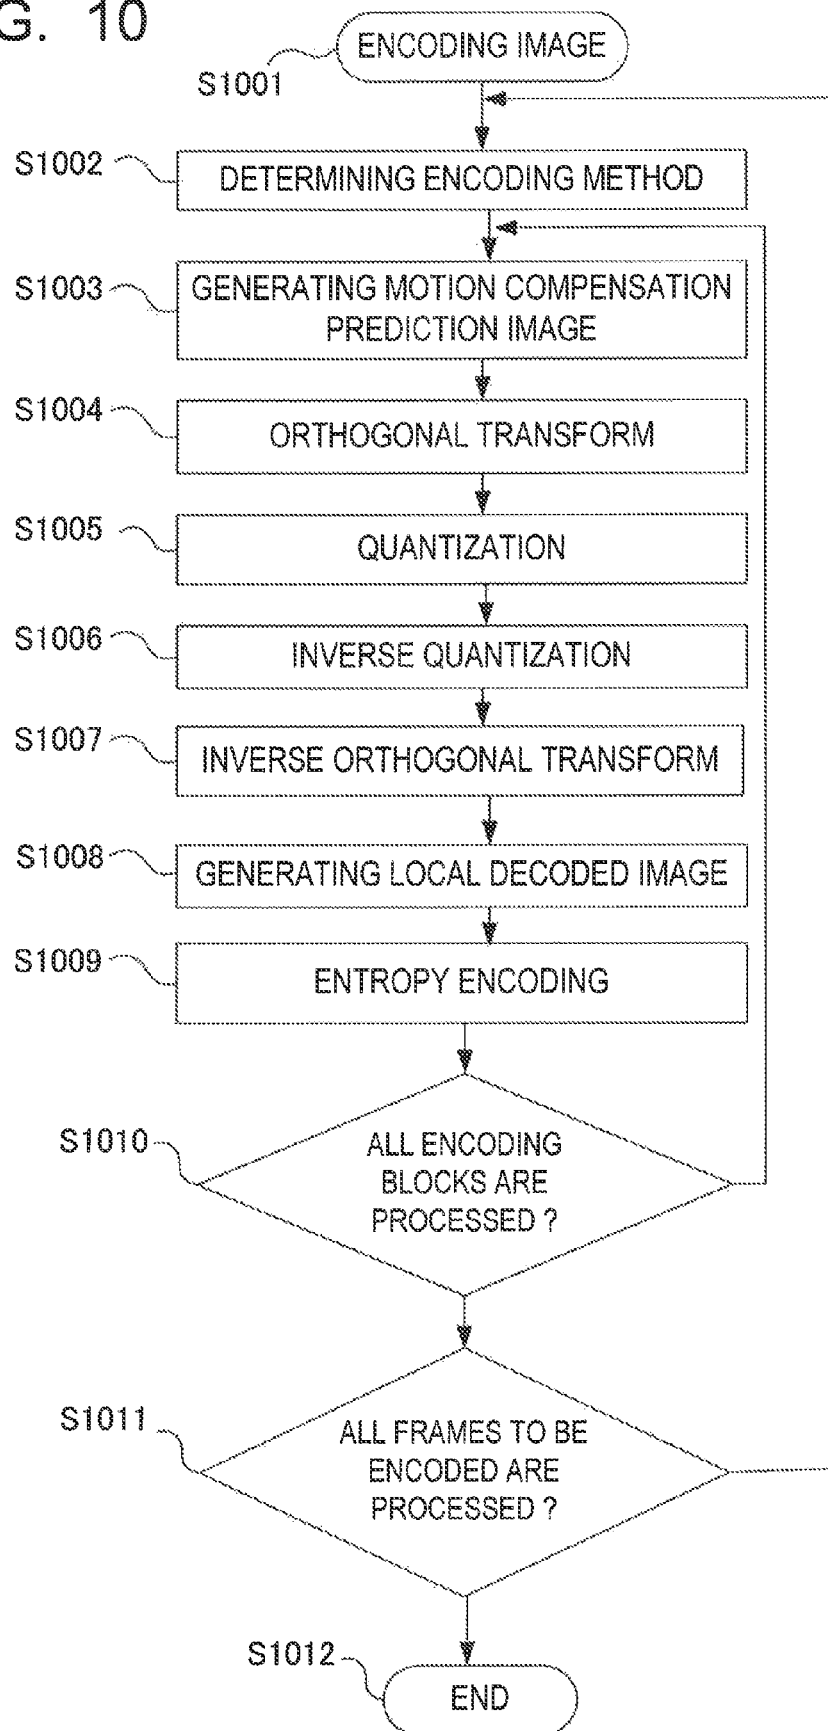 G. 10
ENCODING IMAGE
S1001
S1002
DETERMINING ENCODING METHOD
S1003
GENERATING MOTION COMPENSATION
PREDICTION IMAGE
S1004
ORTHOGONAL TRANSFORM
S1005
QUANTIZATION
S1006
INVERSE QUANTIZATION
S1007
INVERSE ORTHOGONAL TRANSFORM
S1008
GENERATING LOCAL DECODED IMAGE
S1009
ENTROPY ENCODING
S1010
ALL ENCODING
BLOCKS ARE
PROCESSED ?
S1011
ALL FRAMES TO BE
ENCODED ARE
PROCESSED ?
S1012
END